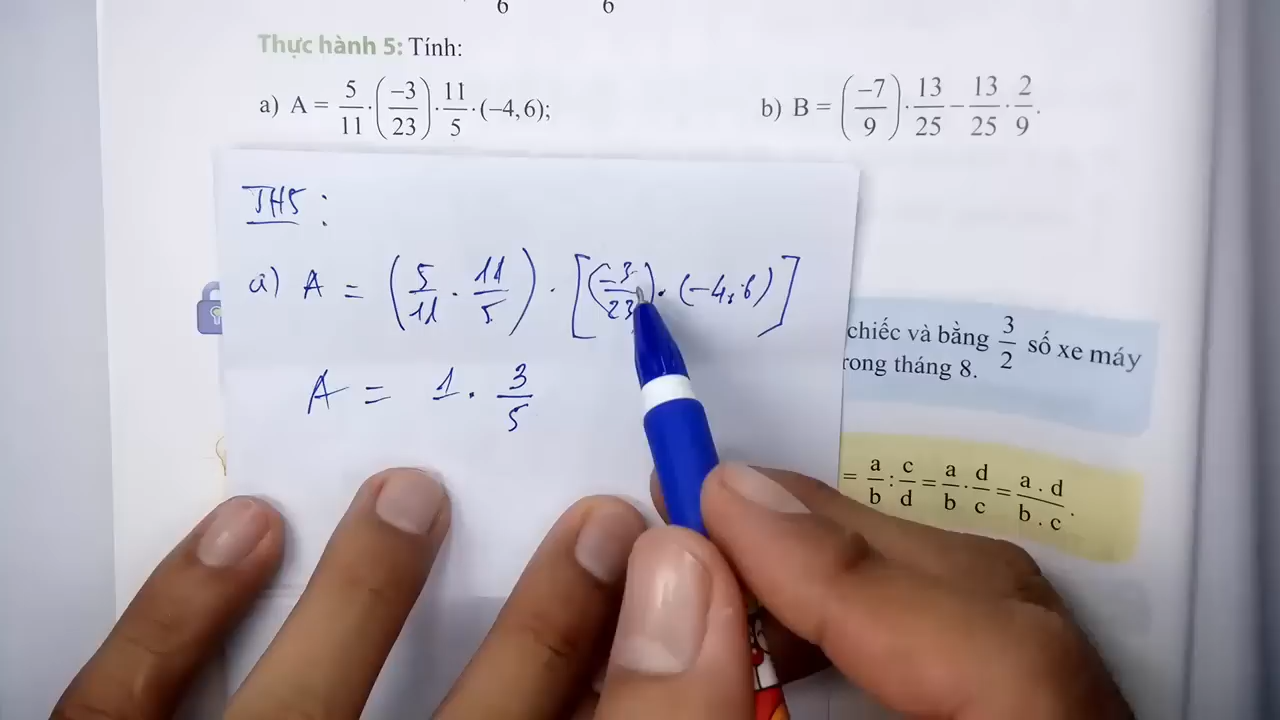 6 6
Thực hành 5: Tính:
a) A = 5/11 · (−3/23) · 11/5 · (−4,6);
b) B = (−7/9) · 13/25 − 13/25 · 2/9.
TH5 :
a) A = (5/11 · 11/5) · [(−3/23) · (−4,6)]
A = 1 · 3/5
chiếc và bằng 3/2 số xe máy
rong tháng 8.
= a/b : c/d = a/b · d/c = a . d/b . c.